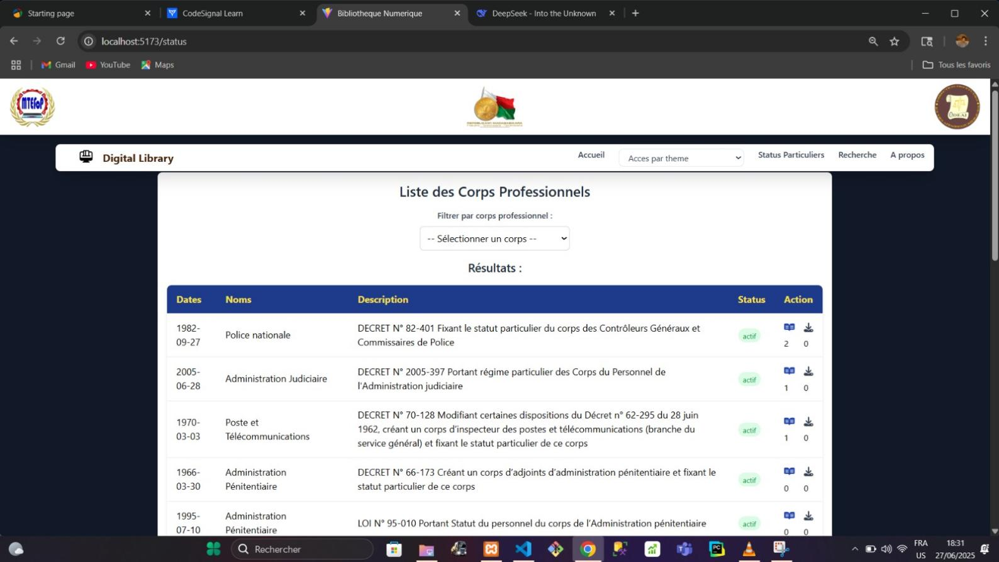 Starting page
CodeSignal Learn
Bibliotheque Numerique
DeepSeek - Into the Unknown
localhost:5173/status
Gmail
YouTube
Maps
Tous les favoris
MTEFoP
Digital Library
Accueil
Acces par theme
Status Particuliers
Recherche
A propos
Liste des Corps Professionnels
Filtrer par corps professionnel :
-- Sélectionner un corps --
Résultats :
Dates Noms Description Status Action
1982-
09-27
Police nationale
DECRET N° 82-401 Fixant le statut particulier du corps des Contrôleurs Généraux et
Commissaires de Police
actif
2 0
2005-
06-28
Administration Judiciaire
DECRET N° 2005-397 Portant régime particulier des Corps du Personnel de
l'Administration judiciaire
actif
1 0
1970-
03-03
Poste et
Télécommunications
DECRET N° 70-128 Modifiant certaines dispositions du Décret n° 62-295 du 28 juin
1962, créant un corps d’inspecteur des postes et télécommunications (branche du
service général) et fixant le statut particulier de ce corps
actif
1 0
1966-
03-30
Administration
Pénitentiaire
DECRET N° 66-173 Créant un corps d’adjoints d’administration pénitentiaire et fixant le
statut particulier de ce corps
actif
0 0
1995-
07-10
Administration
Pénitentiaire
LOI N° 95-010 Portant Statut du personnel du corps de l’Administration pénitentiaire
actif
0 0
Rechercher
FRA
US
18:31
27/06/2025